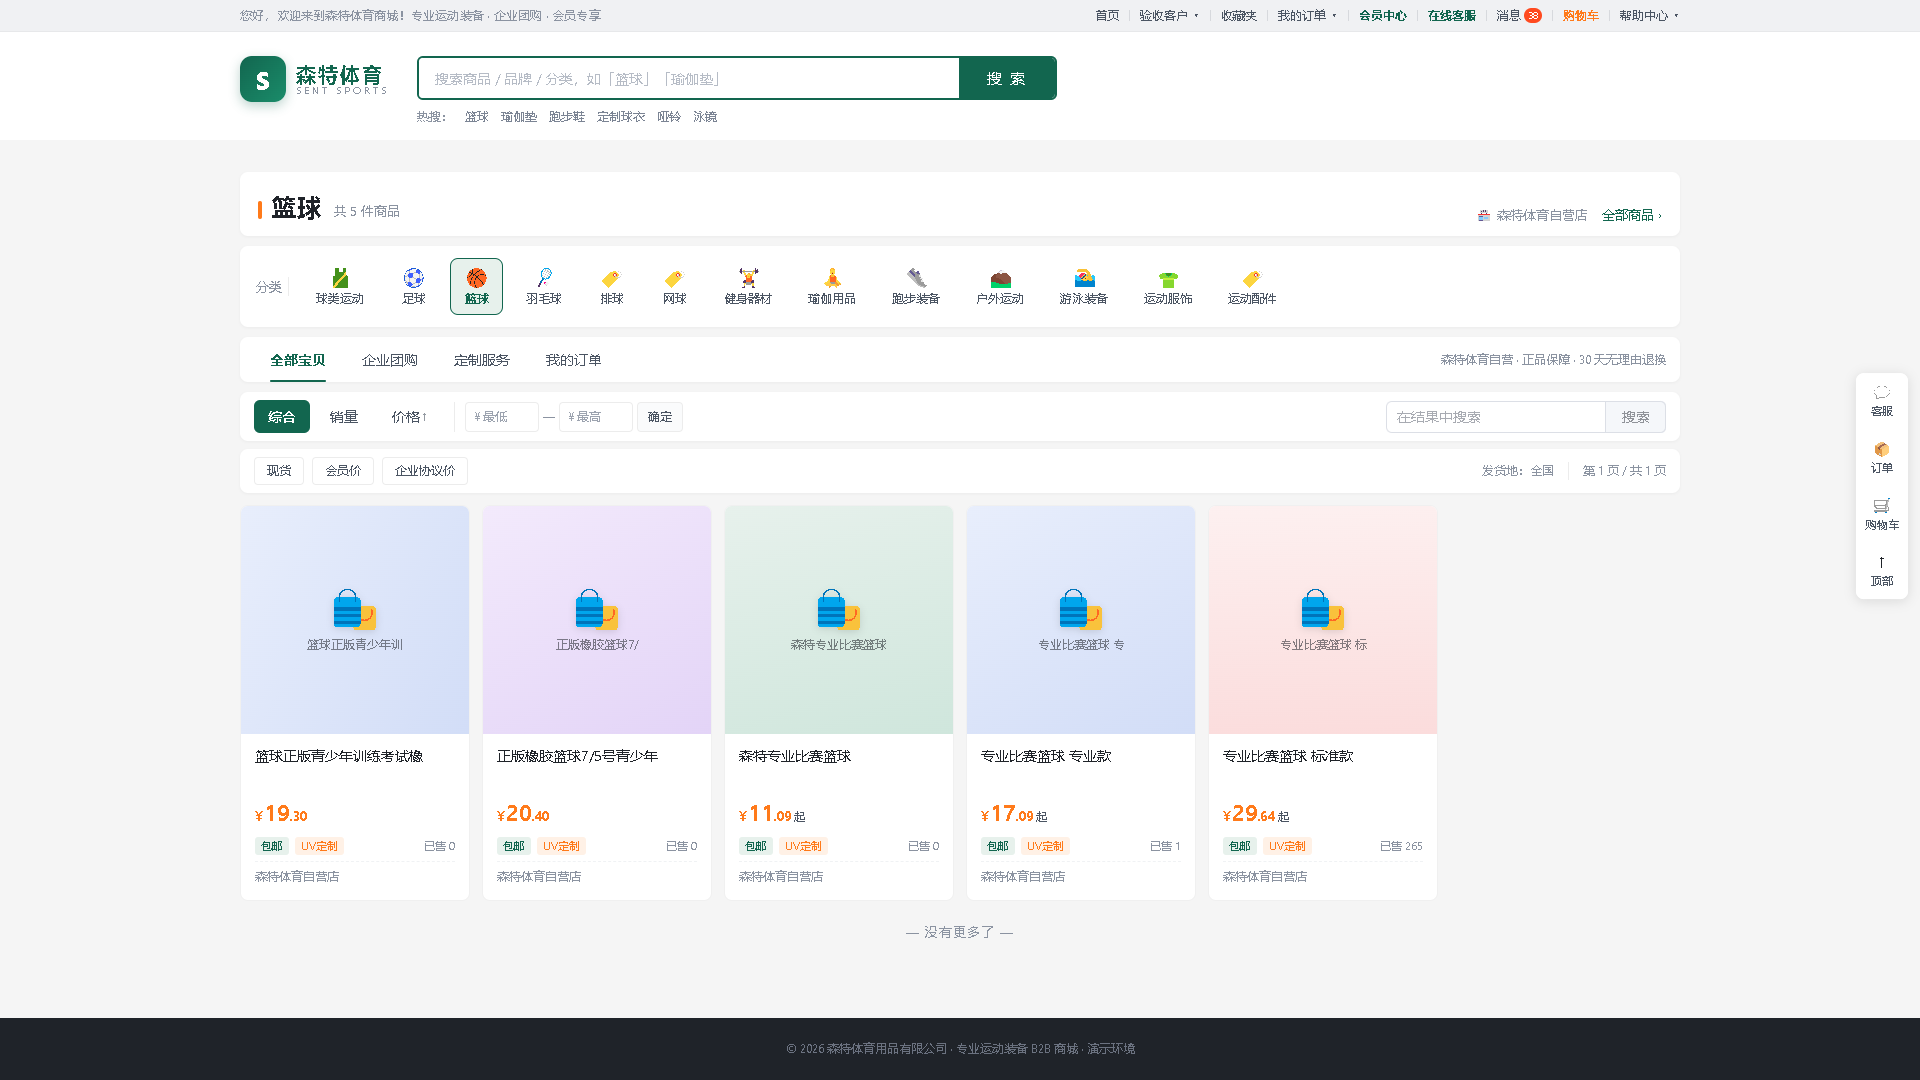 您好，欢迎来到森特体育商城！专业运动装备 · 企业团购 · 会员专享
首页 验收客户 收藏夹 我的订单 会员中心 在线客服 消息 38 购物车 帮助中心
S 森特体育
SENT SPORTS
搜索商品 / 品牌 / 分类，如「篮球」「瑜伽垫」
搜 索
热搜： 篮球 瑜伽垫 跑步鞋 定制球衣 哑铃 泳镜
篮球 共 5 件商品
森特体育自营店 全部商品 ›
分类 球类运动 足球 篮球 羽毛球 排球 网球 健身器材 瑜伽用品 跑步装备 户外运动 游泳装备 运动服饰 运动配件
全部宝贝 企业团购 定制服务 我的订单
森特体育自营 · 正品保障 · 30 天无理由退换
综合 销量 价格↑ ¥ 最低 — ¥ 最高 确定
在结果中搜索 搜索
现货 会员价 企业协议价
发货地：全国 第 1 页 / 共 1 页
篮球正版青少年训
篮球正版青少年训练考试橡
¥19.30
包邮 UV定制 已售 0
森特体育自营店
正版橡胶篮球7/
正版橡胶篮球7/5号青少年
¥20.40
包邮 UV定制 已售 0
森特体育自营店
森特专业比赛篮球
森特专业比赛篮球
¥11.09 起
包邮 UV定制 已售 0
森特体育自营店
专业比赛篮球 专
专业比赛篮球 专业款
¥17.09 起
包邮 UV定制 已售 1
森特体育自营店
专业比赛篮球 标
专业比赛篮球 标准款
¥29.64 起
包邮 UV定制 已售 265
森特体育自营店
— 没有更多了 —
客服
订单
购物车
↑
顶部
© 2026 森特体育用品有限公司 · 专业运动装备 B2B 商城 · 演示环境